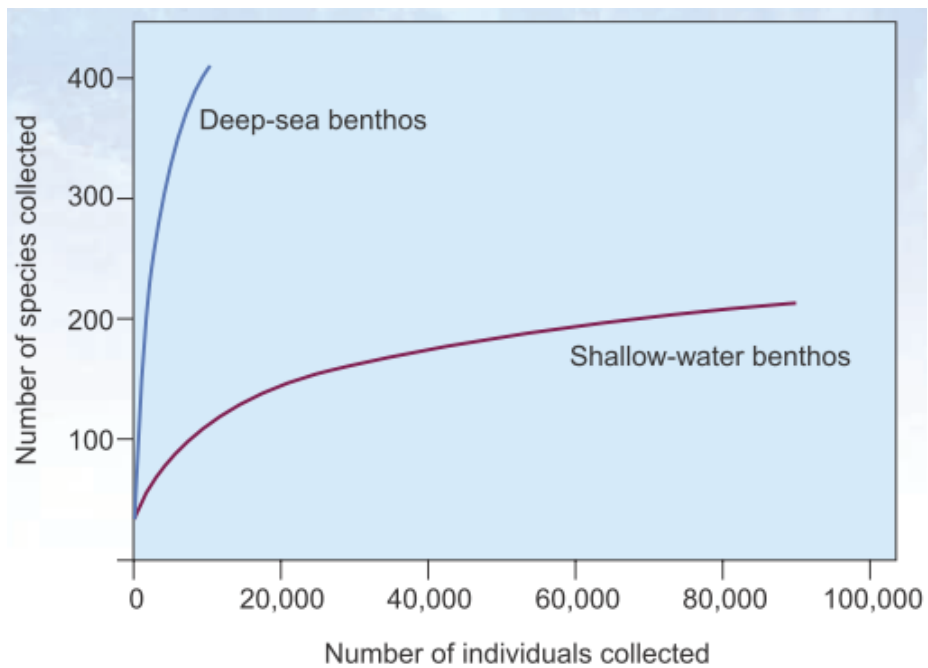 400
300
200
100
Number of species collected
Deep-sea benthos
Shallow-water benthos
0
20,000
40,000
60,000
80,000
100,000
Number of individuals collected